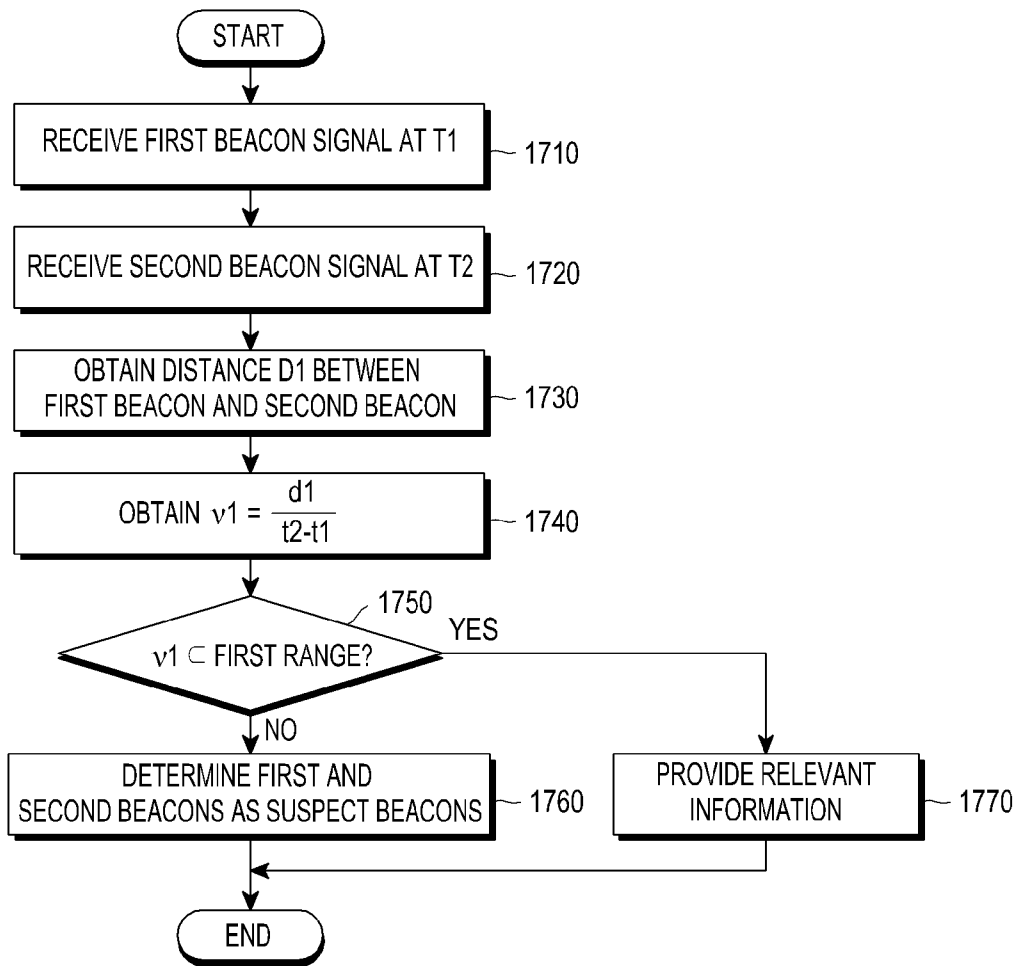 START
RECEIVE FIRST BEACON SIGNAL AT T1
1710
RECEIVE SECOND BEACON SIGNAL AT T2
1720
OBTAIN DISTANCE D1 BETWEEN
FIRST BEACON AND SECOND BEACON
1730
OBTAIN ν1 = d1 / t2-t1
1740
1750
ν1 ⊂ FIRST RANGE?
YES
NO
DETERMINE FIRST AND
SECOND BEACONS AS SUSPECT BEACONS
1760
PROVIDE RELEVANT
INFORMATION
1770
END